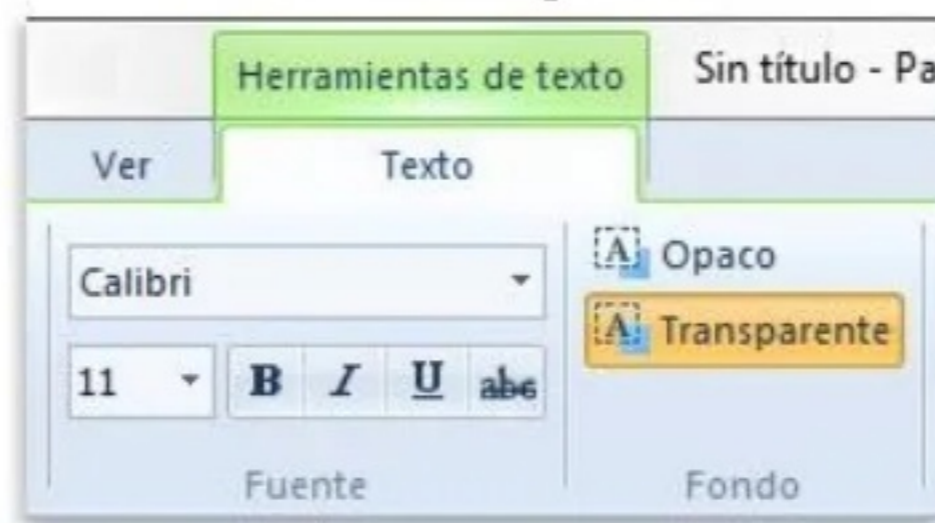 Herramientas de texto
Sin título - Pa
Ver
Texto
Calibri
11
B I U abc
Fuente
A Opaco
A Transparente
Fondo